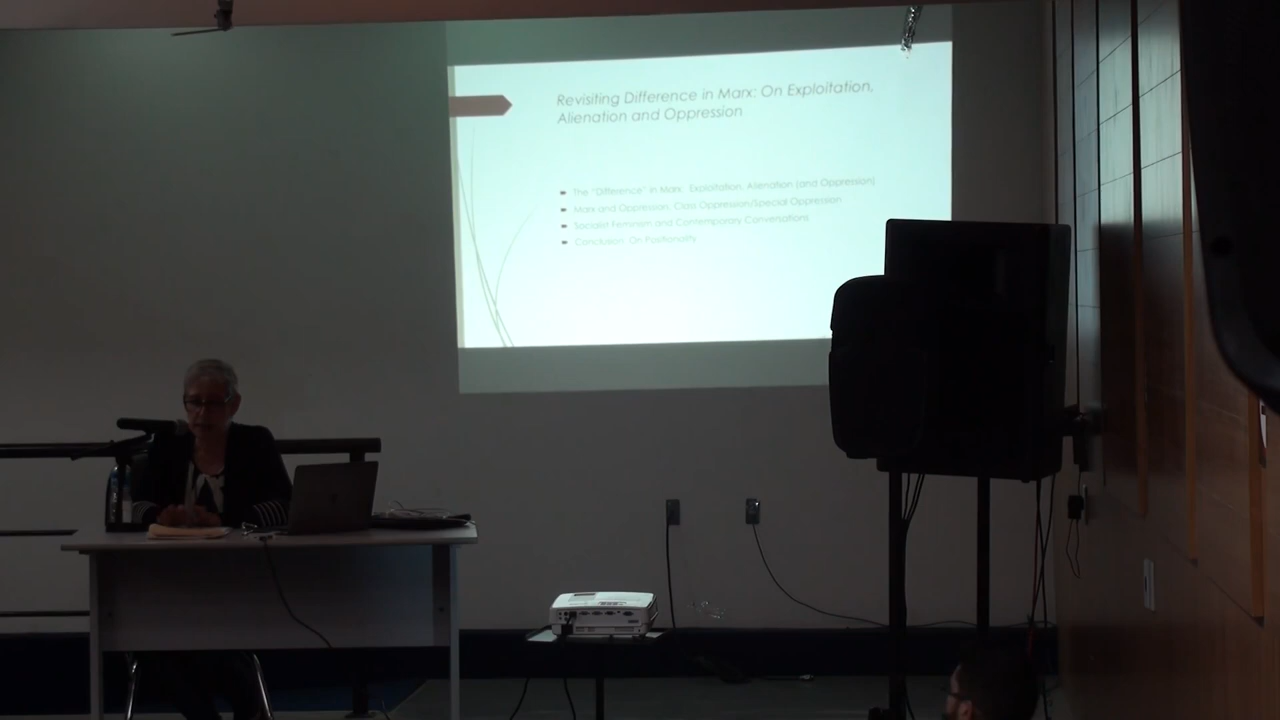 Revisiting Difference in Marx: On Exploitation,
Alienation and Oppression
The "Difference" in Marx: Exploitation, Alienation (and Oppression)
Marx and Oppression: Class Oppression/Special Oppression
Socialist Feminism and Contemporary Conversations
Conclusion: On Positionality